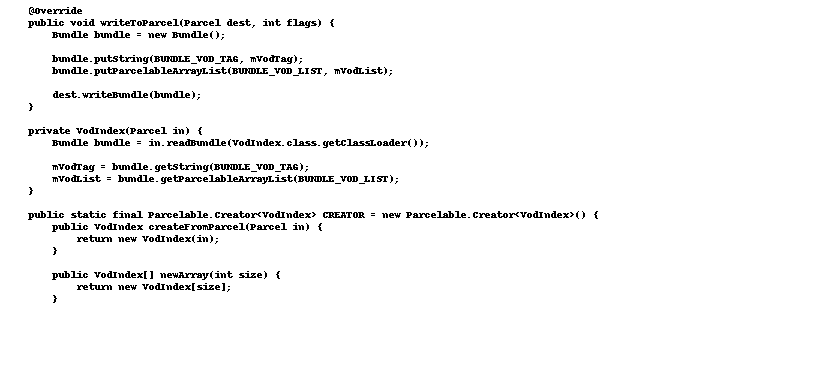 @Override
public void writeToParcel(Parcel dest, int flags) {
Bundle bundle = new Bundle();
bundle.putString(BUNDLE_VOD_TAG, mVodTag);
bundle.putParcelableArrayList(BUNDLE_VOD_LIST, mVodList);
dest.writeBundle(bundle);
}
private VodIndex(Parcel in) {
Bundle bundle = in.readBundle(VodIndex.class.getClassLoader());
mVodTag = bundle.getString(BUNDLE_VOD_TAG);
mVodList = bundle.getParcelableArrayList(BUNDLE_VOD_LIST);
}
public static final Parcelable.Creator<VodIndex> CREATOR = new Parcelable.Creator<VodIndex>() {
public VodIndex createFromParcel(Parcel in) {
return new VodIndex(in);
}
public VodIndex[] newArray(int size) {
return new VodIndex[size];
}